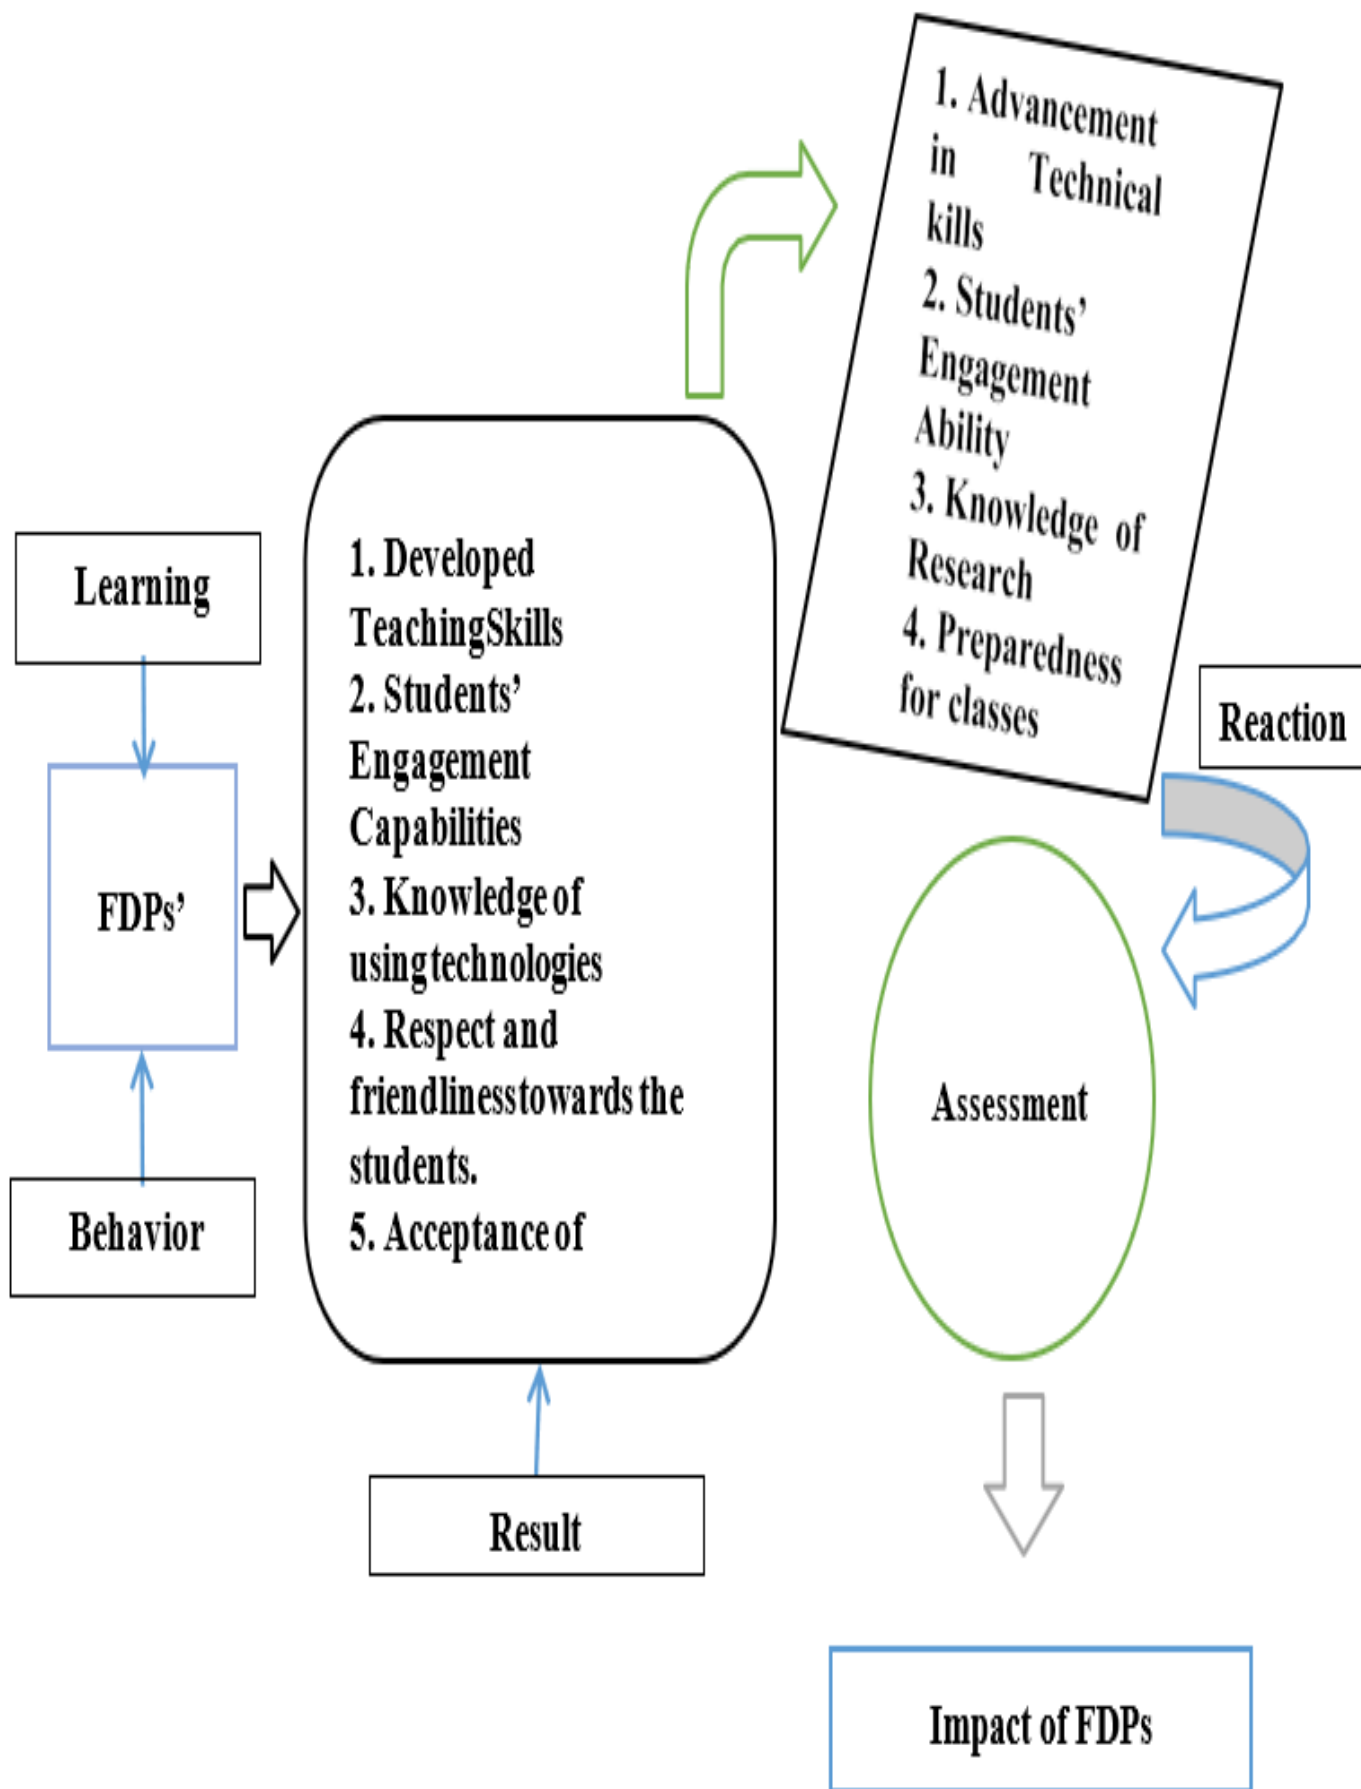 Learning
FDPs’
Behavior
1. Developed
TeachingSkills
2. Students’
Engagement
Capabilities
3. Knowledge of
using technologies
4. Respect and
friendliness towards the
students.
5. Acceptance of
Result
1. Advancement
in Technical
kills
2. Students’
Engagement
Ability
3. Knowledge of
Research
4. Preparedness
for classes
Reaction
Assessment
Impact of FDPs